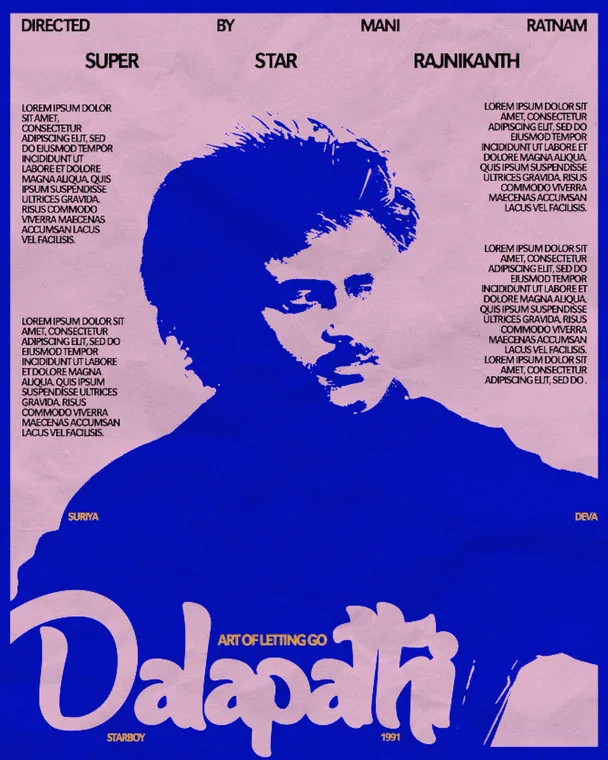 DIRECTED BY MANI RATNAM
SUPER STAR RAJNIKANTH
LOREM IPSUM DOLOR
SIT AMET,
CONSECTETUR
ADIPISCING ELIT, SED
DO EIUSMOD TEMPOR
INCIDIDUNT UT
LABORE ET DOLORE
MAGNA ALIQUA. QUIS
IPSUM SUSPENDISSE
ULTRICES GRAVIDA.
RISUS COMMODO
VIVERRA MAECENAS
ACCUMSAN LACUS
VEL FACILISIS.
LOREM IPSUM DOLOR SIT
AMET, CONSECTETUR
ADIPISCING ELIT, SED DO
EIUSMOD TEMPOR
INCIDIDUNT UT LABORE
ET DOLORE MAGNA
ALIQUA. QUIS IPSUM
SUSPENDISSE ULTRICES
GRAVIDA. RISUS
COMMODO VIVERRA
MAECENAS ACCUMSAN
LACUS VEL FACILISIS.
LOREM IPSUM DOLOR SIT
AMET, CONSECTETUR
ADIPISCING ELIT, SED DO
EIUSMOD TEMPOR
INCIDIDUNT UT LABORE ET
DOLORE MAGNA ALIQUA.
QUIS IPSUM SUSPENDISSE
ULTRICES GRAVIDA. RISUS
COMMODO VIVERRA
MAECENAS ACCUMSAN
LACUS VEL FACILISIS.
LOREM IPSUM DOLOR SIT
AMET, CONSECTETUR
ADIPISCING ELIT, SED DO
EIUSMOD TEMPOR
INCIDIDUNT UT LABORE ET
DOLORE MAGNA ALIQUA.
QUIS IPSUM SUSPENDISSE
ULTRICES GRAVIDA. RISUS
COMMODO VIVERRA
MAECENAS ACCUMSAN
LACUS VEL FACILISIS.
LOREM IPSUM DOLOR SIT
AMET, CONSECTETUR
ADIPISCING ELIT, SED DO .
SURIYA DEVA
ART OF LETTING GO
Dalapathi
STARBOY 1991